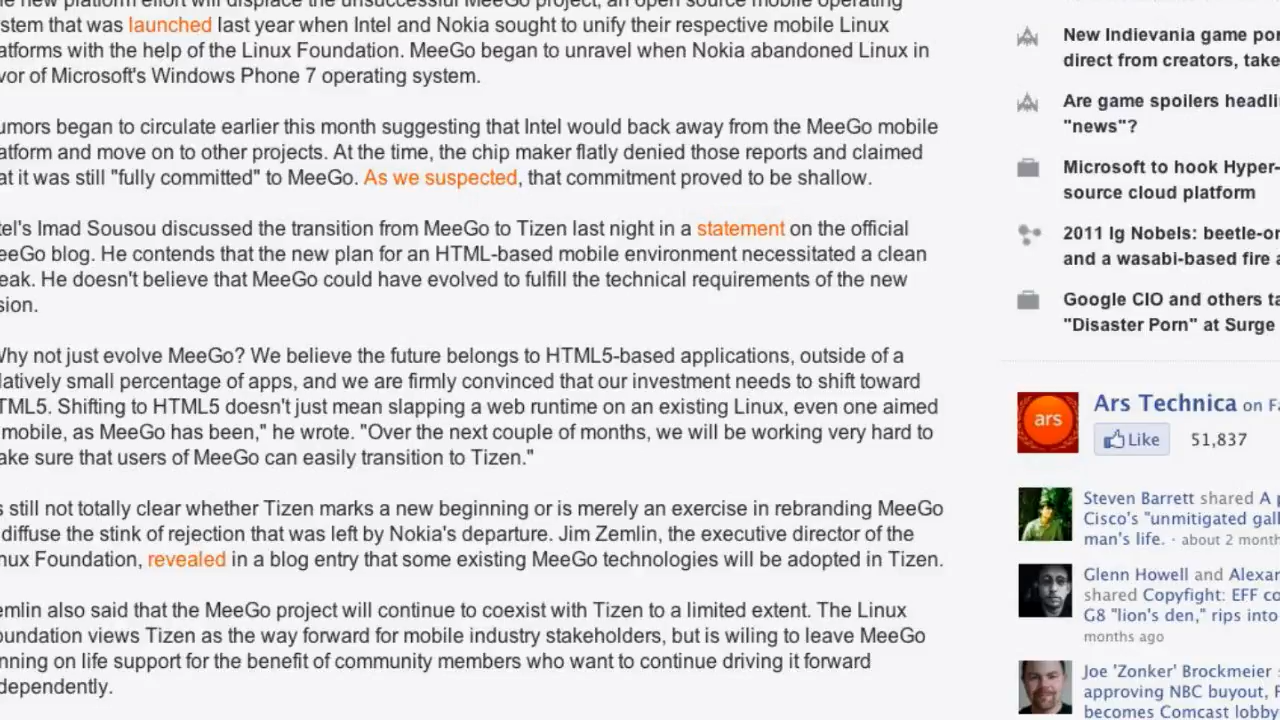 he new platform effort will displace the unsuccessful MeeGo project, an open source mobile operating
stem that was launched last year when Intel and Nokia sought to unify their respective mobile Linux
atforms with the help of the Linux Foundation. MeeGo began to unravel when Nokia abandoned Linux in
vor of Microsoft's Windows Phone 7 operating system.
umors began to circulate earlier this month suggesting that Intel would back away from the MeeGo mobile
atform and move on to other projects. At the time, the chip maker flatly denied those reports and claimed
at it was still "fully committed" to MeeGo. As we suspected, that commitment proved to be shallow.
tel's Imad Sousou discussed the transition from MeeGo to Tizen last night in a statement on the official
eeGo blog. He contends that the new plan for an HTML-based mobile environment necessitated a clean
eak. He doesn't believe that MeeGo could have evolved to fulfill the technical requirements of the new
sion.
Why not just evolve MeeGo? We believe the future belongs to HTML5-based applications, outside of a
latively small percentage of apps, and we are firmly convinced that our investment needs to shift toward
TML5. Shifting to HTML5 doesn't just mean slapping a web runtime on an existing Linux, even one aimed
mobile, as MeeGo has been," he wrote. "Over the next couple of months, we will be working very hard to
ake sure that users of MeeGo can easily transition to Tizen."
s still not totally clear whether Tizen marks a new beginning or is merely an exercise in rebranding MeeGo
diffuse the stink of rejection that was left by Nokia's departure. Jim Zemlin, the executive director of the
nux Foundation, revealed in a blog entry that some existing MeeGo technologies will be adopted in Tizen.
emlin also said that the MeeGo project will continue to coexist with Tizen to a limited extent. The Linux
oundation views Tizen as the way forward for mobile industry stakeholders, but is wiling to leave MeeGo
nning on life support for the benefit of community members who want to continue driving it forward
dependently.
New Indievania game por
direct from creators, take
Are game spoilers headli
"news"?
Microsoft to hook Hyper-
source cloud platform
2011 Ig Nobels: beetle-on
and a wasabi-based fire a
Google CIO and others ta
"Disaster Porn" at Surge
ars
Ars Technica on Fa
Like 51,837
Steven Barrett shared A p
Cisco's "unmitigated gall
man's life. · about 2 month
Glenn Howell and Alexan
shared Copyfight: EFF co
G8 "lion's den," rips into
months ago
Joe 'Zonker' Brockmeier s
approving NBC buyout, F
becomes Comcast lobby